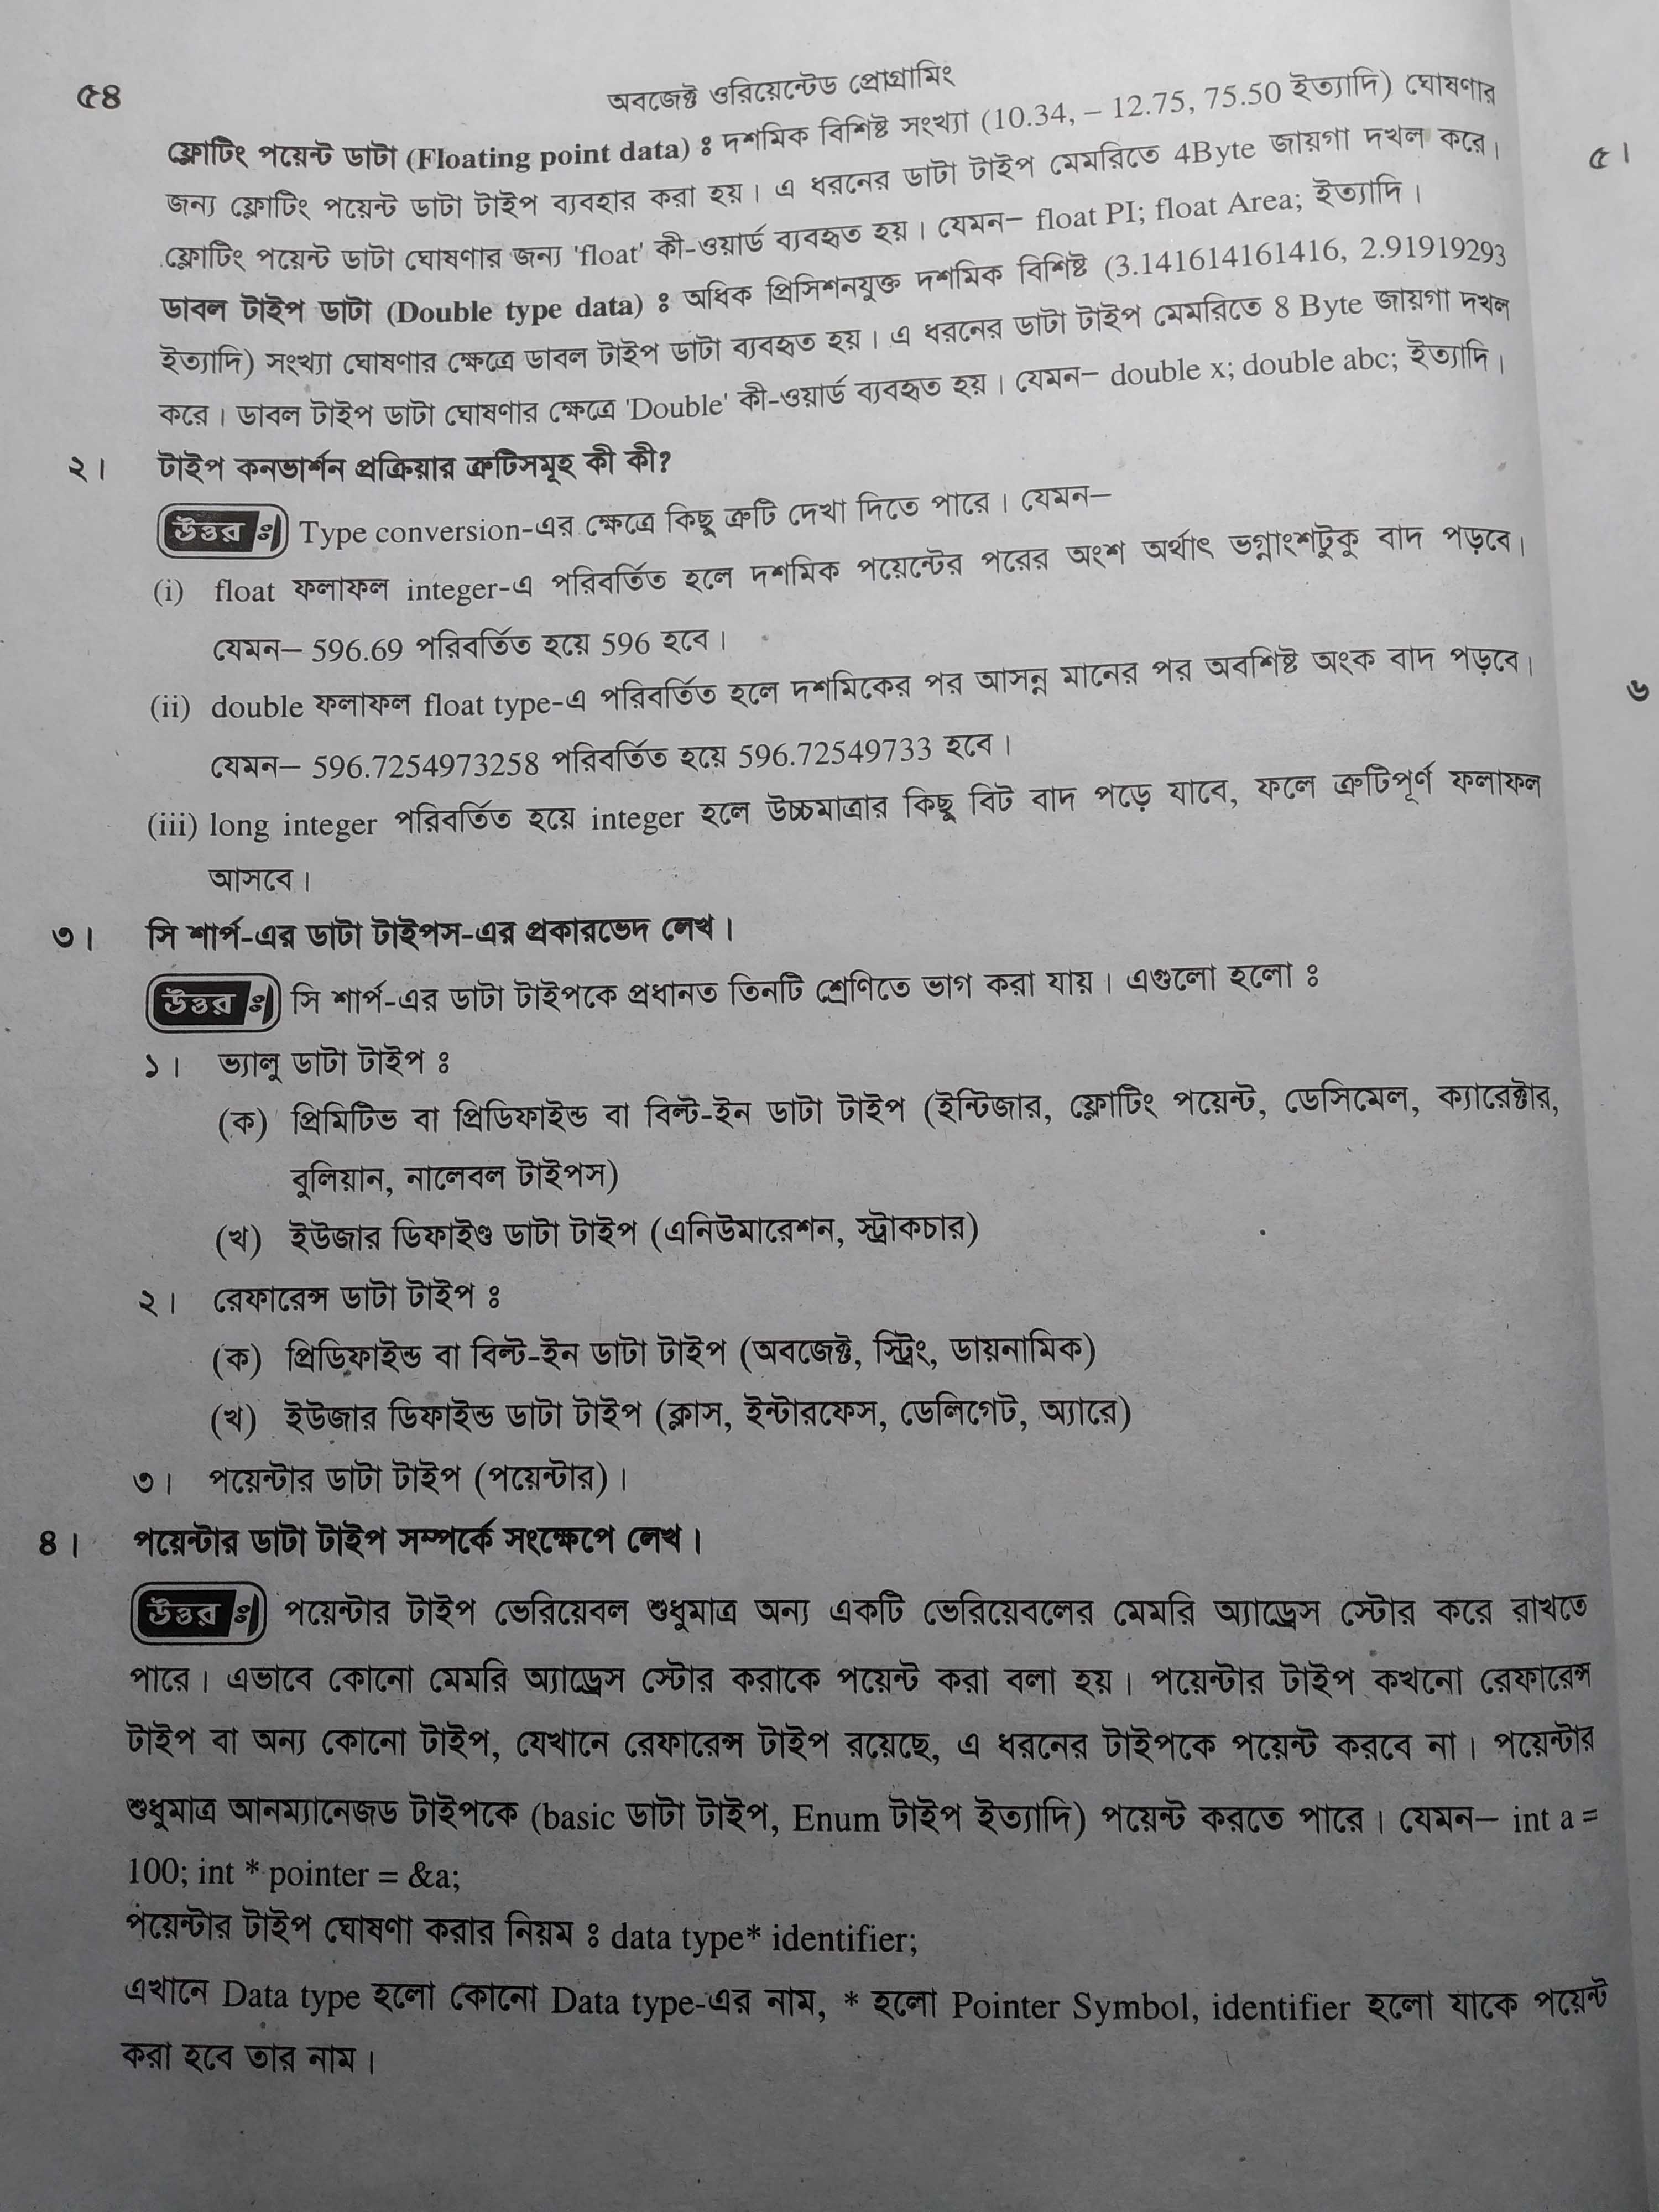 ৫৪
অবজেক্ট ওরিয়েন্টেড প্রোগ্রামিং
ফ্লোটিং পয়েন্ট ডাটা (Floating point data) ঃ দশমিক বিশিষ্ট সংখ্যা (10.34, – 12.75, 75.50 ইত্যাদি) ঘোষণার
জন্য ফ্লোটিং পয়েন্ট ডাটা টাইপ ব্যবহার করা হয়। এ ধরনের ডাটা টাইপ মেমরিতে 4Byte জায়গা দখল করে।
ফ্লোটিং পয়েন্ট ডাটা ঘোষণার জন্য 'float' কী-ওয়ার্ড ব্যবহৃত হয়। যেমন– float PI; float Area; ইত্যাদি।
ডাবল টাইপ ডাটা (Double type data) ঃ অধিক প্রিসিশনযুক্ত দশমিক বিশিষ্ট (3.141614161416, 2.91919293
ইত্যাদি) সংখ্যা ঘোষণার ক্ষেত্রে ডাবল টাইপ ডাটা ব্যবহৃত হয়। এ ধরনের ডাটা টাইপ মেমরিতে 8 Byte জায়গা দখল
করে। ডাবল টাইপ ডাটা ঘোষণার ক্ষেত্রে 'Double' কী-ওয়ার্ড ব্যবহৃত হয়। যেমন– double x; double abc; ইত্যাদি।
২। টাইপ কনভার্শন প্রক্রিয়ার ত্রুটিসমূহ কী কী?
উত্তর ঃ Type conversion-এর ক্ষেত্রে কিছু ত্রুটি দেখা দিতে পারে। যেমন–
(i) float ফলাফল integer-এ পরিবর্তিত হলে দশমিক পয়েন্টের পরের অংশ অর্থাৎ ভগ্নাংশটুকু বাদ পড়বে।
যেমন– 596.69 পরিবর্তিত হয়ে 596 হবে।
(ii) double ফলাফল float type-এ পরিবর্তিত হলে দশমিকের পর আসন্ন মানের পর অবশিষ্ট অংক বাদ পড়বে।
যেমন– 596.7254973258 পরিবর্তিত হয়ে 596.72549733 হবে।
(iii) long integer পরিবর্তিত হয়ে integer হলে উচ্চমাত্রার কিছু বিট বাদ পড়ে যাবে, ফলে ত্রুটিপূর্ণ ফলাফল
আসবে।
৩। সি শার্প-এর ডাটা টাইপস-এর প্রকারভেদ লেখ।
উত্তর ঃ সি শার্প-এর ডাটা টাইপকে প্রধানত তিনটি শ্রেণিতে ভাগ করা যায়। এগুলো হলো ঃ
১। ভ্যালু ডাটা টাইপ ঃ
(ক) প্রিমিটিভ বা প্রিডিফাইন্ড বা বিল্ট-ইন ডাটা টাইপ (ইন্টিজার, ফ্লোটিং পয়েন্ট, ডেসিমেল, ক্যারেক্টার,
বুলিয়ান, নালেবল টাইপস)
(খ) ইউজার ডিফাইণ্ড ডাটা টাইপ (এনিউমারেশন, স্ট্রাকচার)
২। রেফারেন্স ডাটা টাইপ ঃ
(ক) প্রিডিফাইন্ড বা বিল্ট-ইন ডাটা টাইপ (অবজেক্ট, স্ট্রিং, ডায়নামিক)
(খ) ইউজার ডিফাইন্ড ডাটা টাইপ (ক্লাস, ইন্টারফেস, ডেলিগেট, অ্যারে)
৩। পয়েন্টার ডাটা টাইপ (পয়েন্টার)।
৪। পয়েন্টার ডাটা টাইপ সম্পর্কে সংক্ষেপে লেখ।
উত্তর ঃ পয়েন্টার টাইপ ভেরিয়েবল শুধুমাত্র অন্য একটি ভেরিয়েবলের মেমরি অ্যাড্রেস স্টোর করে রাখতে
পারে। এভাবে কোনো মেমরি অ্যাড্রেস স্টোর করাকে পয়েন্ট করা বলা হয়। পয়েন্টার টাইপ কখনো রেফারেন্স
টাইপ বা অন্য কোনো টাইপ, যেখানে রেফারেন্স টাইপ রয়েছে, এ ধরনের টাইপকে পয়েন্ট করবে না। পয়েন্টার
শুধুমাত্র আনম্যানেজড টাইপকে (basic ডাটা টাইপ, Enum টাইপ ইত্যাদি) পয়েন্ট করতে পারে। যেমন– int a =
100; int * pointer = &a;
পয়েন্টার টাইপ ঘোষণা করার নিয়ম ঃ data type* identifier;
এখানে Data type হলো কোনো Data type-এর নাম, * হলো Pointer Symbol, identifier হলো যাকে পয়েন্ট
করা হবে তার নাম।
৫।
৬